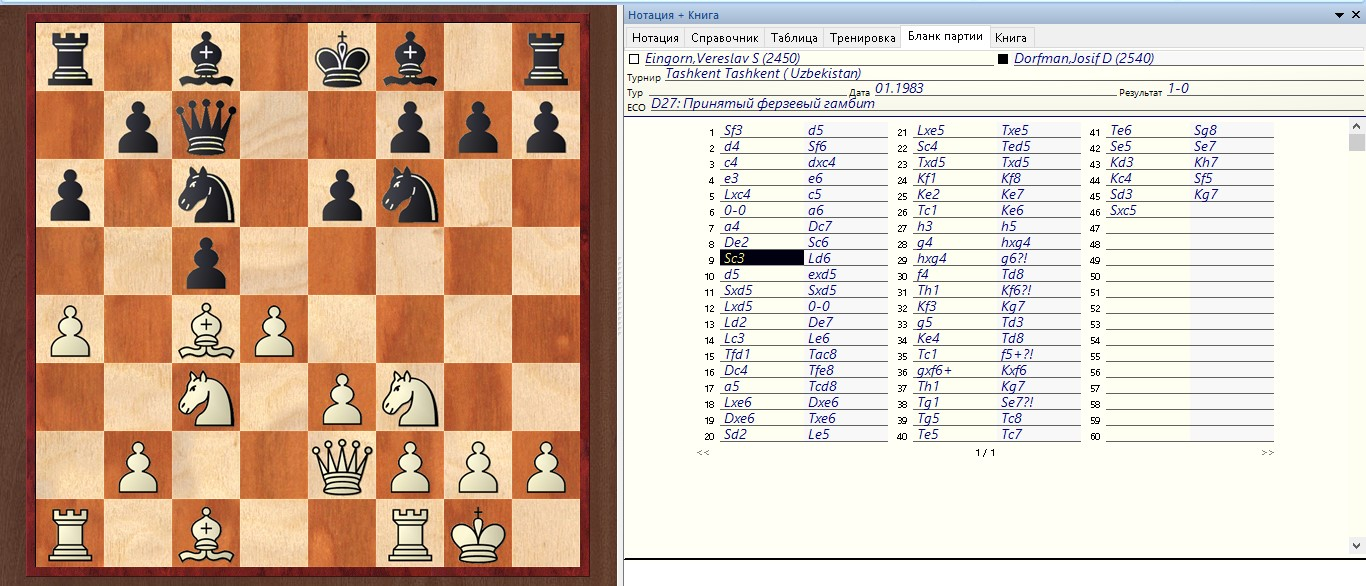 Нотация + Книга
Нотация Справочник Таблица Тренировка Бланк партии Книга
Eingorn,Vereslav S (2450) Dorfman,Josif D (2540)
Турнир Tashkent Tashkent ( Uzbekistan)
Тур Дата 01.1983 Результат 1-0
ECO D27: Принятый ферзевый гамбит
1 Sf3 d5 21 Lxe5 Txe5 41 Te6 Sg8
2 d4 Sf6 22 Sc4 Ted5 42 Se5 Se7
3 c4 dxc4 23 Txd5 Txd5 43 Kd3 Kh7
4 e3 e6 24 Kf1 Kf8 44 Kc4 Sf5
5 Lxc4 c5 25 Ke2 Ke7 45 Sd3 Kg7
6 0-0 a6 26 Tc1 Ke6 46 Sxc5
7 a4 Dc7 27 h3 h5 47
8 De2 Sc6 28 g4 hxg4 48
9 Sc3 Ld6 29 hxg4 g6?! 49
10 d5 exd5 30 f4 Td8 50
11 Sxd5 Sxd5 31 Th1 Kf6?! 51
12 Lxd5 0-0 32 Kf3 Kg7 52
13 Ld2 De7 33 g5 Td3 53
14 Lc3 Le6 34 Ke4 Td8 54
15 Tfd1 Tac8 35 Tc1 f5+?! 55
16 Dc4 Tfe8 36 gxf6+ Kxf6 56
17 a5 Tcd8 37 Th1 Kg7 57
18 Lxe6 Dxe6 38 Tg1 Se7?! 58
19 Dxe6 Txe6 39 Tg5 Tc8 59
20 Sd2 Le5 40 Te5 Tc7 60
<< 1 / 1 >>